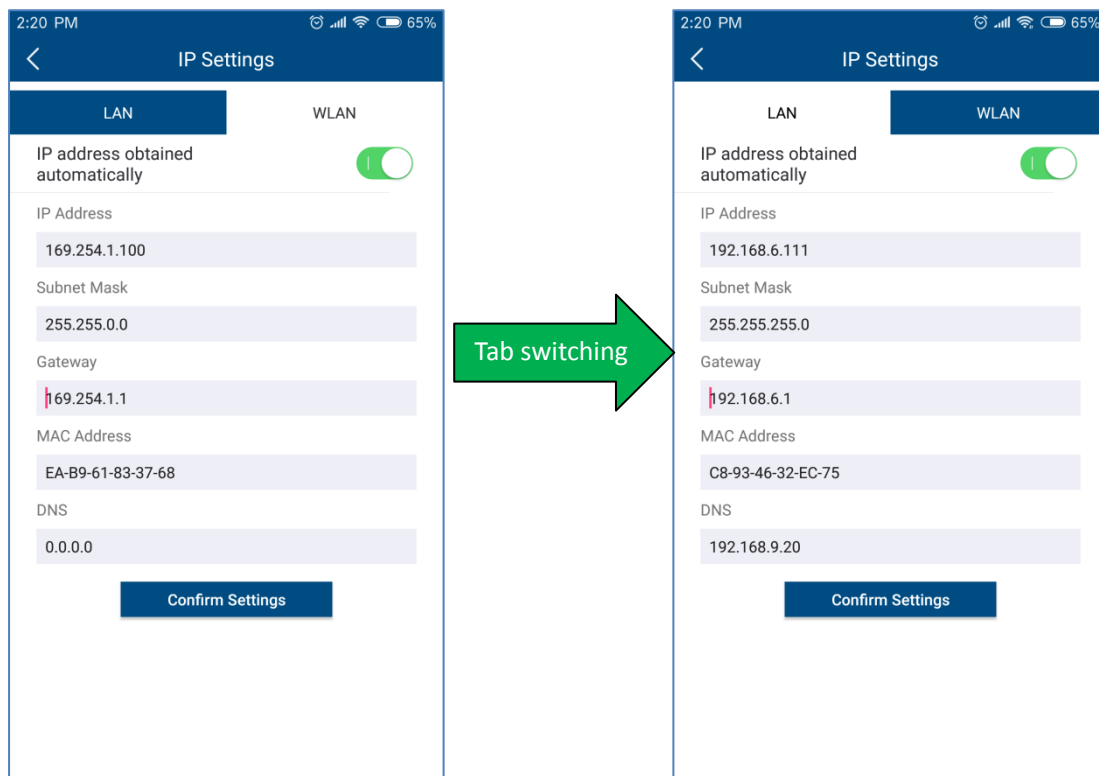 2:20 PM 65%
IP Settings
LAN WLAN
IP address obtained
automatically
IP Address
169.254.1.100
Subnet Mask
255.255.0.0
Gateway
169.254.1.1
MAC Address
EA-B9-61-83-37-68
DNS
0.0.0.0
Confirm Settings
Tab switching
2:20 PM 65%
IP Settings
LAN WLAN
IP address obtained
automatically
IP Address
192.168.6.111
Subnet Mask
255.255.255.0
Gateway
192.168.6.1
MAC Address
C8-93-46-32-EC-75
DNS
192.168.9.20
Confirm Settings